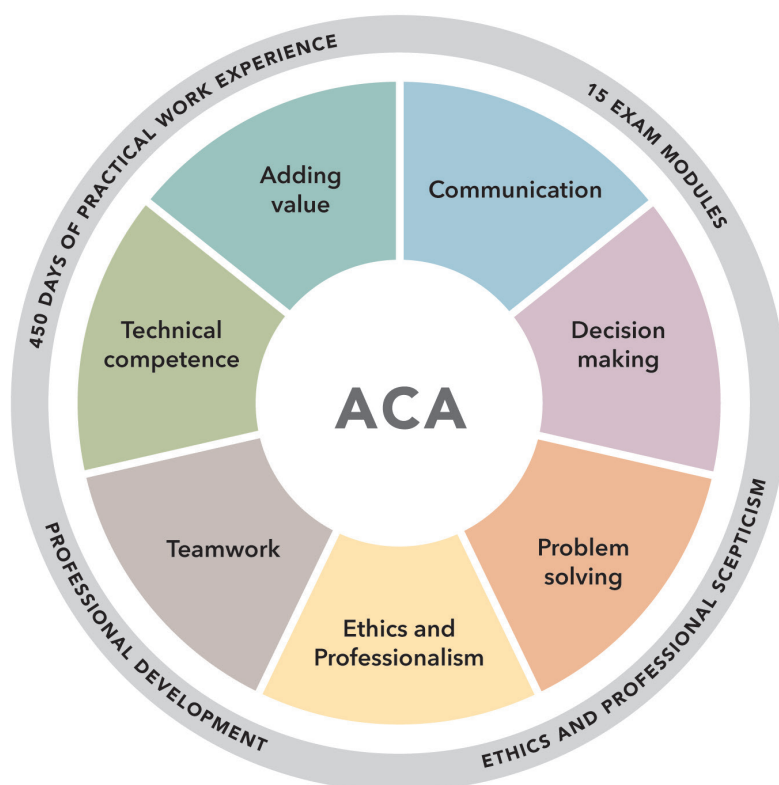 450 DAYS OF PRACTICAL WORK EXPERIENCE
15 EXAM MODULES
Adding
value
Communication
Technical
competence
Decision
making
ACA
Teamwork
Problem
solving
Ethics and
Professionalism
PROFESSIONAL DEVELOPMENT
ETHICS AND PROFESSIONAL SCEPTICISM